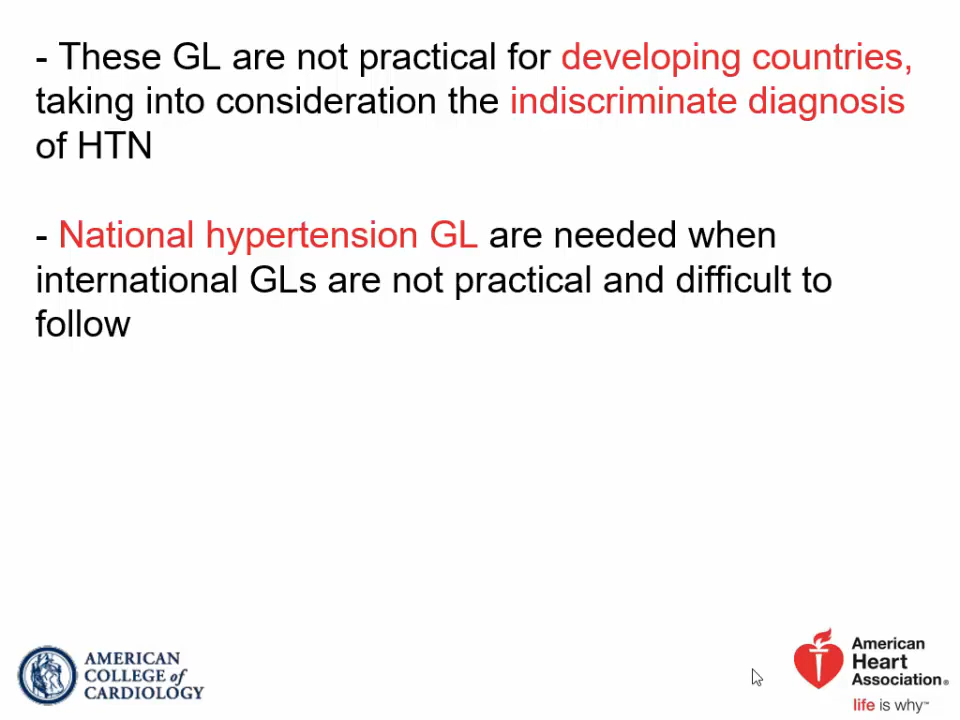 - These GL are not practical for developing countries,
taking into consideration the indiscriminate diagnosis
of HTN
- National hypertension GL are needed when
international GLs are not practical and difficult to
follow
AMERICAN
COLLEGE of
CARDIOLOGY
American
Heart
Association®
life is why™